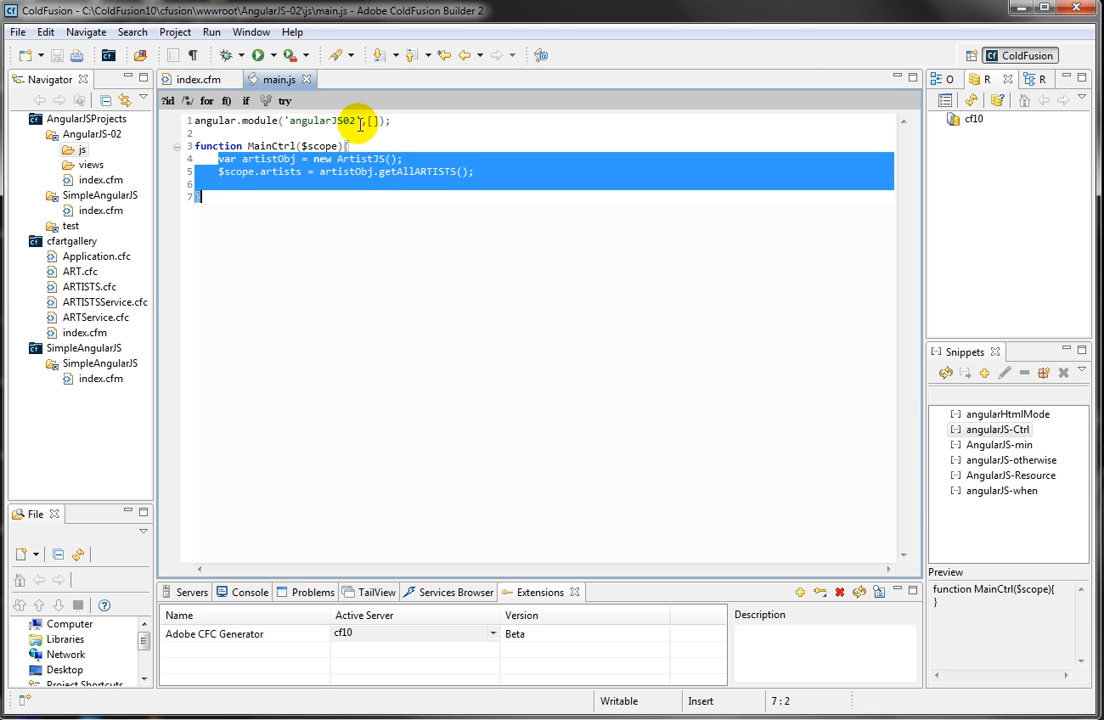 ColdFusion - C:\ColdFusion10\cfusion\wwwroot\AngularJS-02\js\main.js - Adobe ColdFusion Builder 2
File Edit Navigate Search Project Run Window Help
ColdFusion
Navigator
AngularJSProjects
AngularJS-02
js
views
index.cfm
SimpleAngularJS
index.cfm
test
cfartgallery
Application.cfc
ART.cfc
ARTISTS.cfc
ARTISTSService.cfc
ARTService.cfc
index.cfm
SimpleAngularJS
SimpleAngularJS
index.cfm
index.cfm main.js
?id /*/ for f() if try
1 angular.module('angularJS02',[]);
2
3 function MainCtrl($scope){
4 var artistObj = new ArtistJS();
5 $scope.artists = artistObj.getAllARTISTS();
6
7 }
O R R
cf10
Snippets
angularHtmlMode
angularJS-Ctrl
AngularJS-min
angularJS-otherwise
AngularJS-Resource
angularJS-when
Preview
function MainCtrl($scope){
}
File
Computer
Libraries
Network
Desktop
Project Shortcuts
Servers Console Problems TailView Services Browser Extensions
Name Active Server Version
Adobe CFC Generator cf10 Beta
Description
Writable Insert 7 : 2